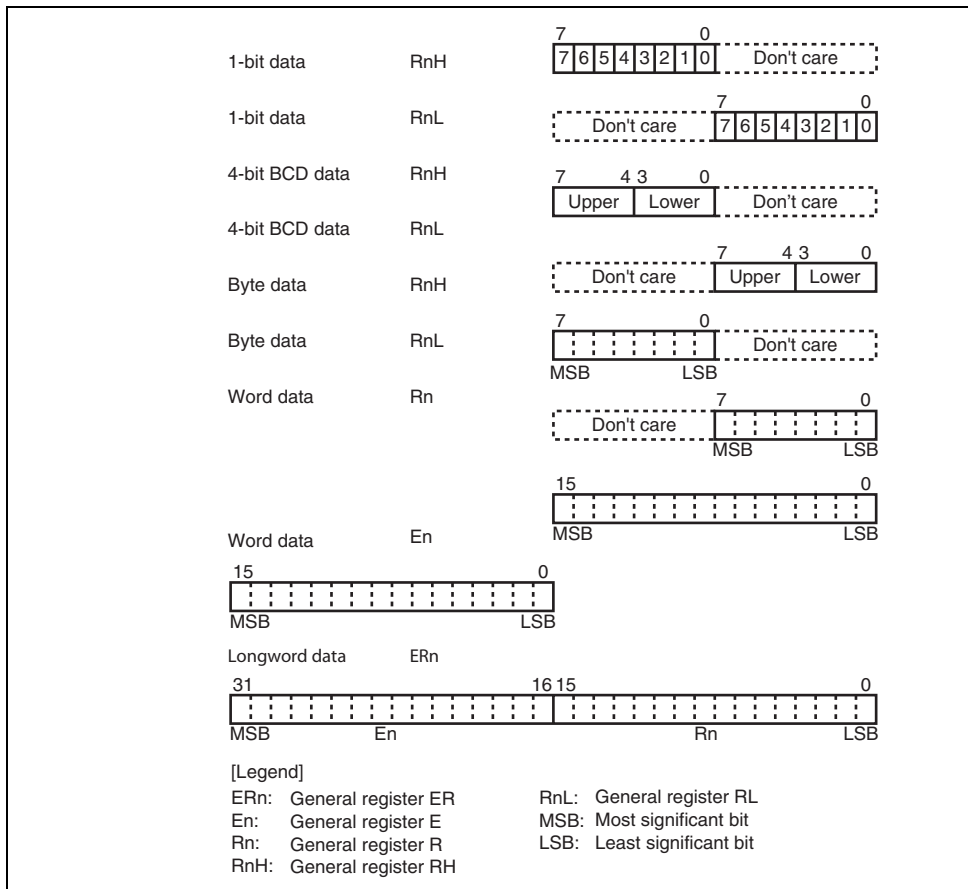 7 0
1-bit data RnH 7 6 5 4 3 2 1 0 Don't care
7 0
1-bit data RnL Don't care 7 6 5 4 3 2 1 0
4-bit BCD data RnH 7 4 3 0
Upper Lower Don't care
4-bit BCD data RnL
7 4 3 0
Don't care Upper Lower
Byte data RnH
7 0
Byte data RnL Don't care
MSB LSB
Word data Rn 7 0
Don't care
MSB LSB
15 0
Word data En MSB LSB
15 0
MSB LSB
Longword data ERn
31 16 15 0
MSB En Rn LSB
[Legend]
ERn: General register ER RnL: General register RL
En: General register E MSB: Most significant bit
Rn: General register R LSB: Least significant bit
RnH: General register RH